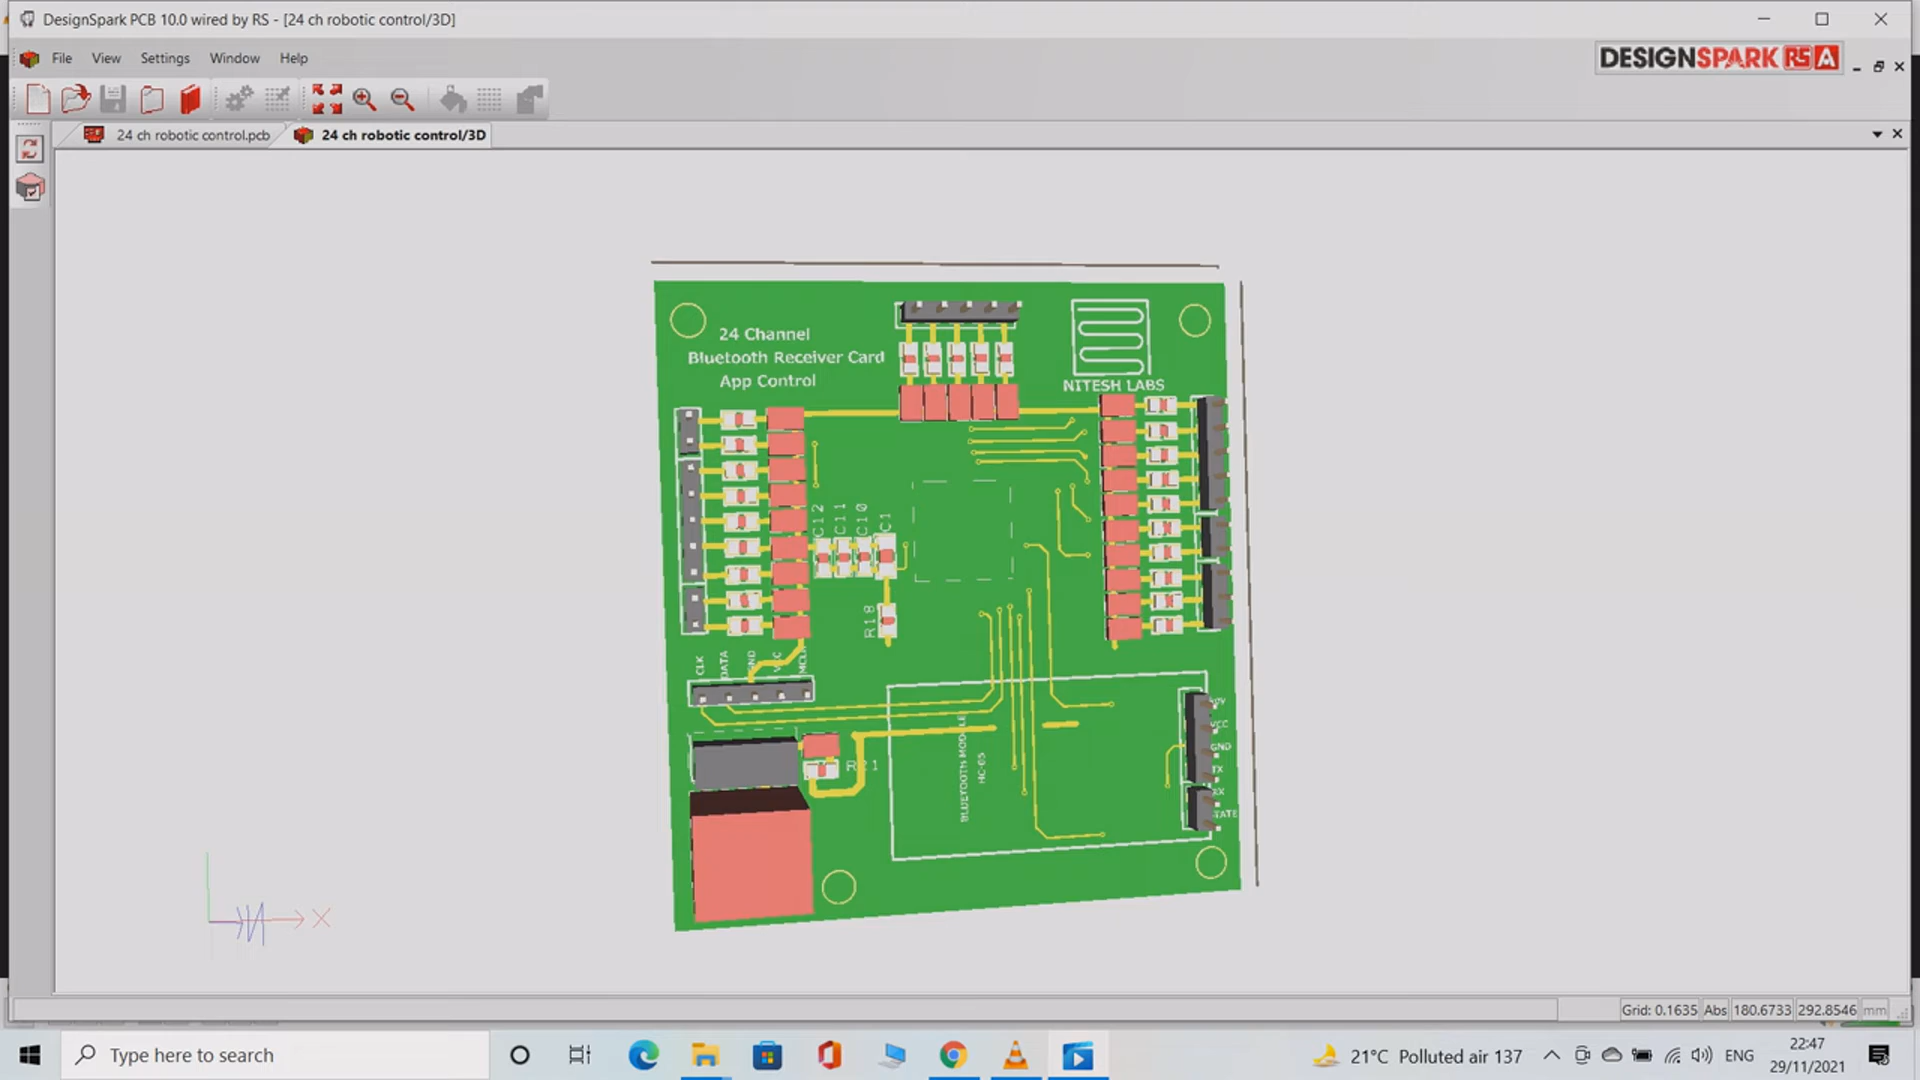 DesignSpark PCB 10.0 wired by RS - [24 ch robotic control/3D]
File View Settings Window Help
DESIGNSPARK RS A
24 ch robotic control.pcb
24 ch robotic control/3D
24 Channel
Bluetooth Receiver Card
App Control
NITESH LABS
C12
C11
C10
C1
R18
CLK
DATA
GND
VCC
MCLR
BLUETOOTH MODULE
HC-05
VCC
GND
TX
RX
X
Grid: 0.1635 Abs 180.6733 292.8546 mm
Type here to search
21°C Polluted air 137
ENG
22:47
29/11/2021